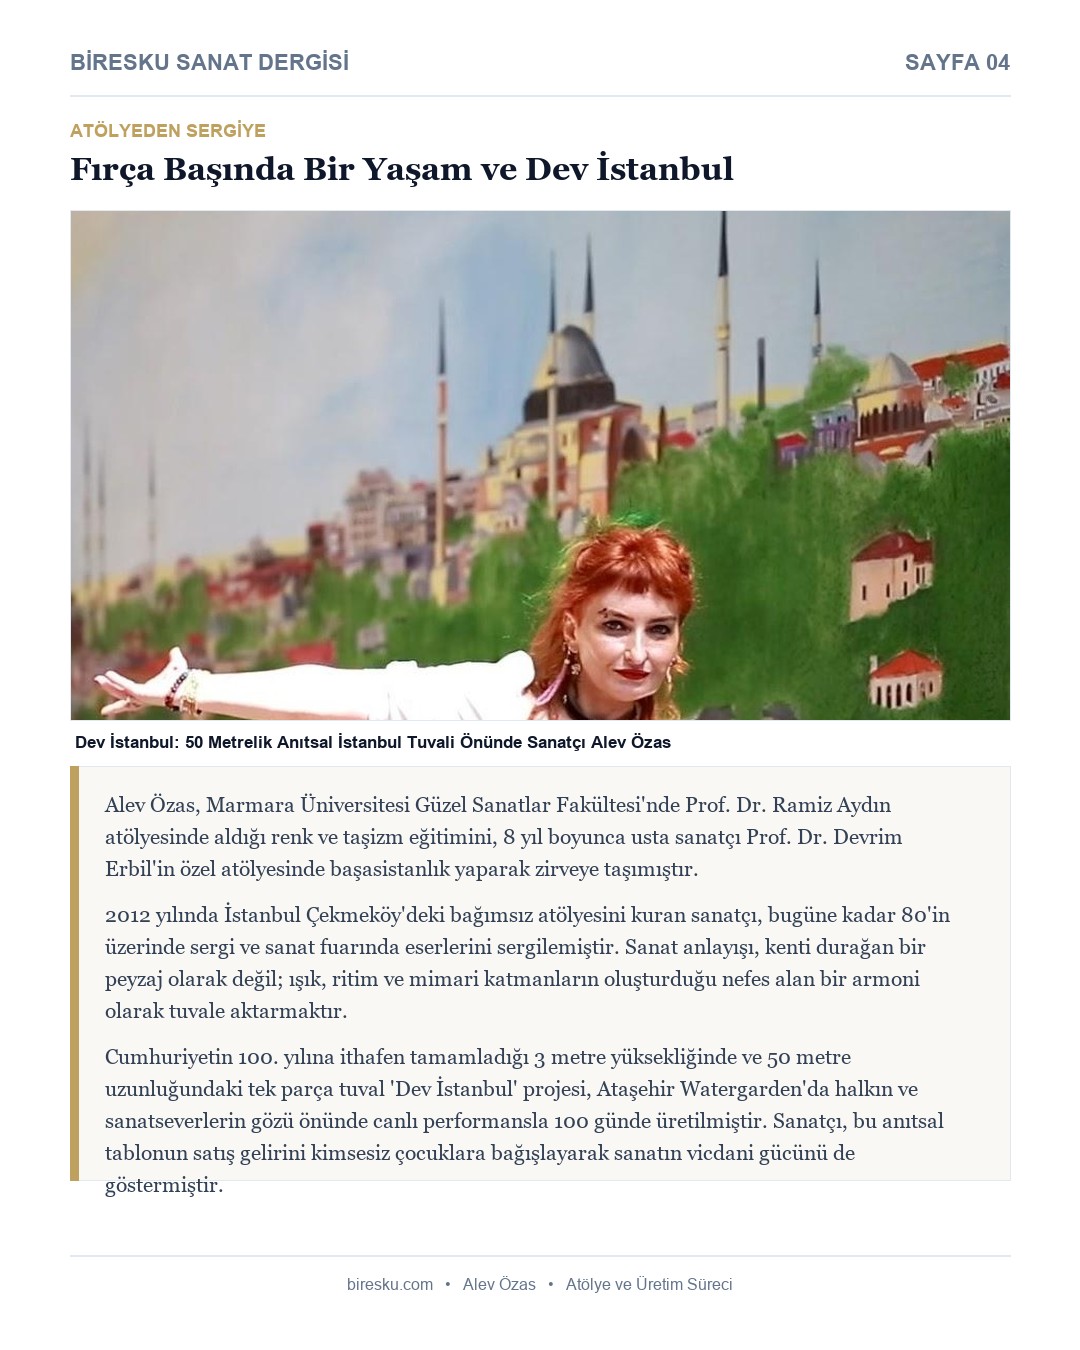 BİRESKU SANAT DERGİSİ
SAYFA 04
ATÖLYEDEN SERGİYE
Fırça Başında Bir Yaşam ve Dev İstanbul
Dev İstanbul: 50 Metrelik Anıtsal İstanbul Tuvali Önünde Sanatçı Alev Özas
Alev Özas, Marmara Üniversitesi Güzel Sanatlar Fakültesi'nde Prof. Dr. Ramiz Aydın
atölyesinde aldığı renk ve taşizm eğitimini, 8 yıl boyunca usta sanatçı Prof. Dr. Devrim
Erbil'in özel atölyesinde başasistanlık yaparak zirveye taşımıştır.
2012 yılında İstanbul Çekmeköy'deki bağımsız atölyesini kuran sanatçı, bugüne kadar 80'in
üzerinde sergi ve sanat fuarında eserlerini sergilemiştir. Sanat anlayışı, kenti durağan bir
peyzaj olarak değil; ışık, ritim ve mimari katmanların oluşturduğu nefes alan bir armoni
olarak tuvale aktarmaktır.
Cumhuriyetin 100. yılına ithafen tamamladığı 3 metre yüksekliğinde ve 50 metre
uzunluğundaki tek parça tuval 'Dev İstanbul' projesi, Ataşehir Watergarden'da halkın ve
sanatseverlerin gözü önünde canlı performansla 100 günde üretilmiştir. Sanatçı, bu anıtsal
tablonun satış gelirini kimsesiz çocuklara bağışlayarak sanatın vicdani gücünü de
göstermiştir.
biresku.com • Alev Özas • Atölye ve Üretim Süreci